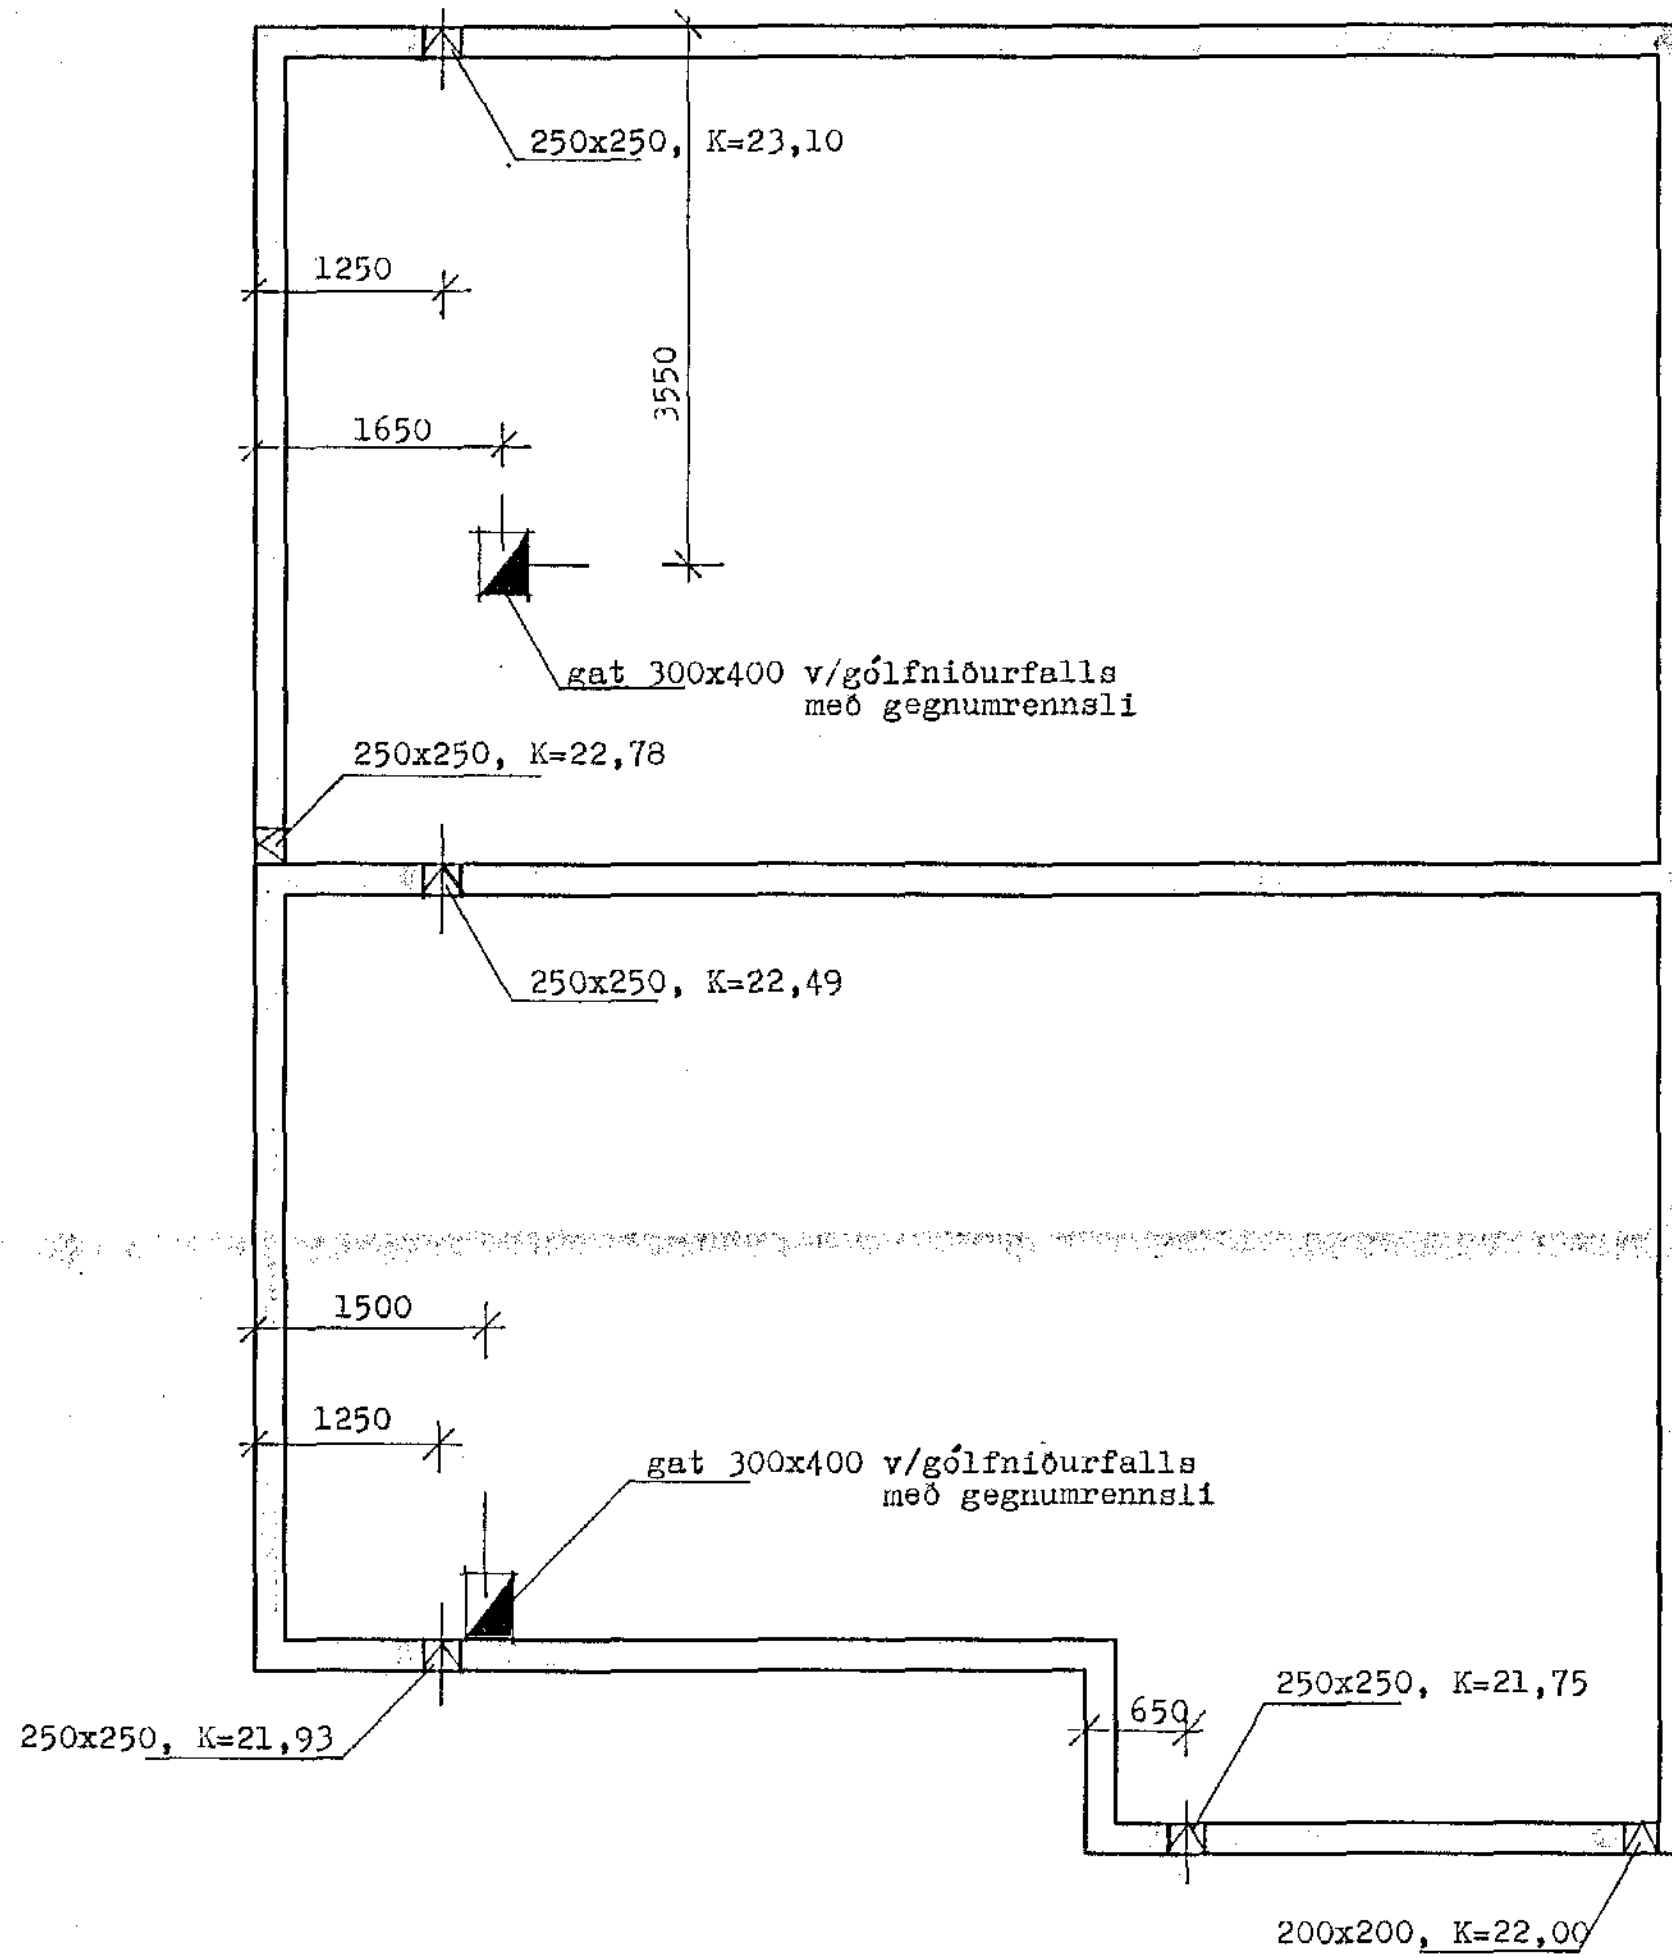 250x250, K=23,10
1250
3550
1650
gat 300x400 v/gólfniðurfalls
með gegnumrennsli
250x250, K=22,78
250x250, K=22,49
1500
1250
gat 300x400 v/gólfniðurfalls
með gegnumrennsli
250x250, K=21,75
650
250x250, K=21,93
200x200, K=22,00